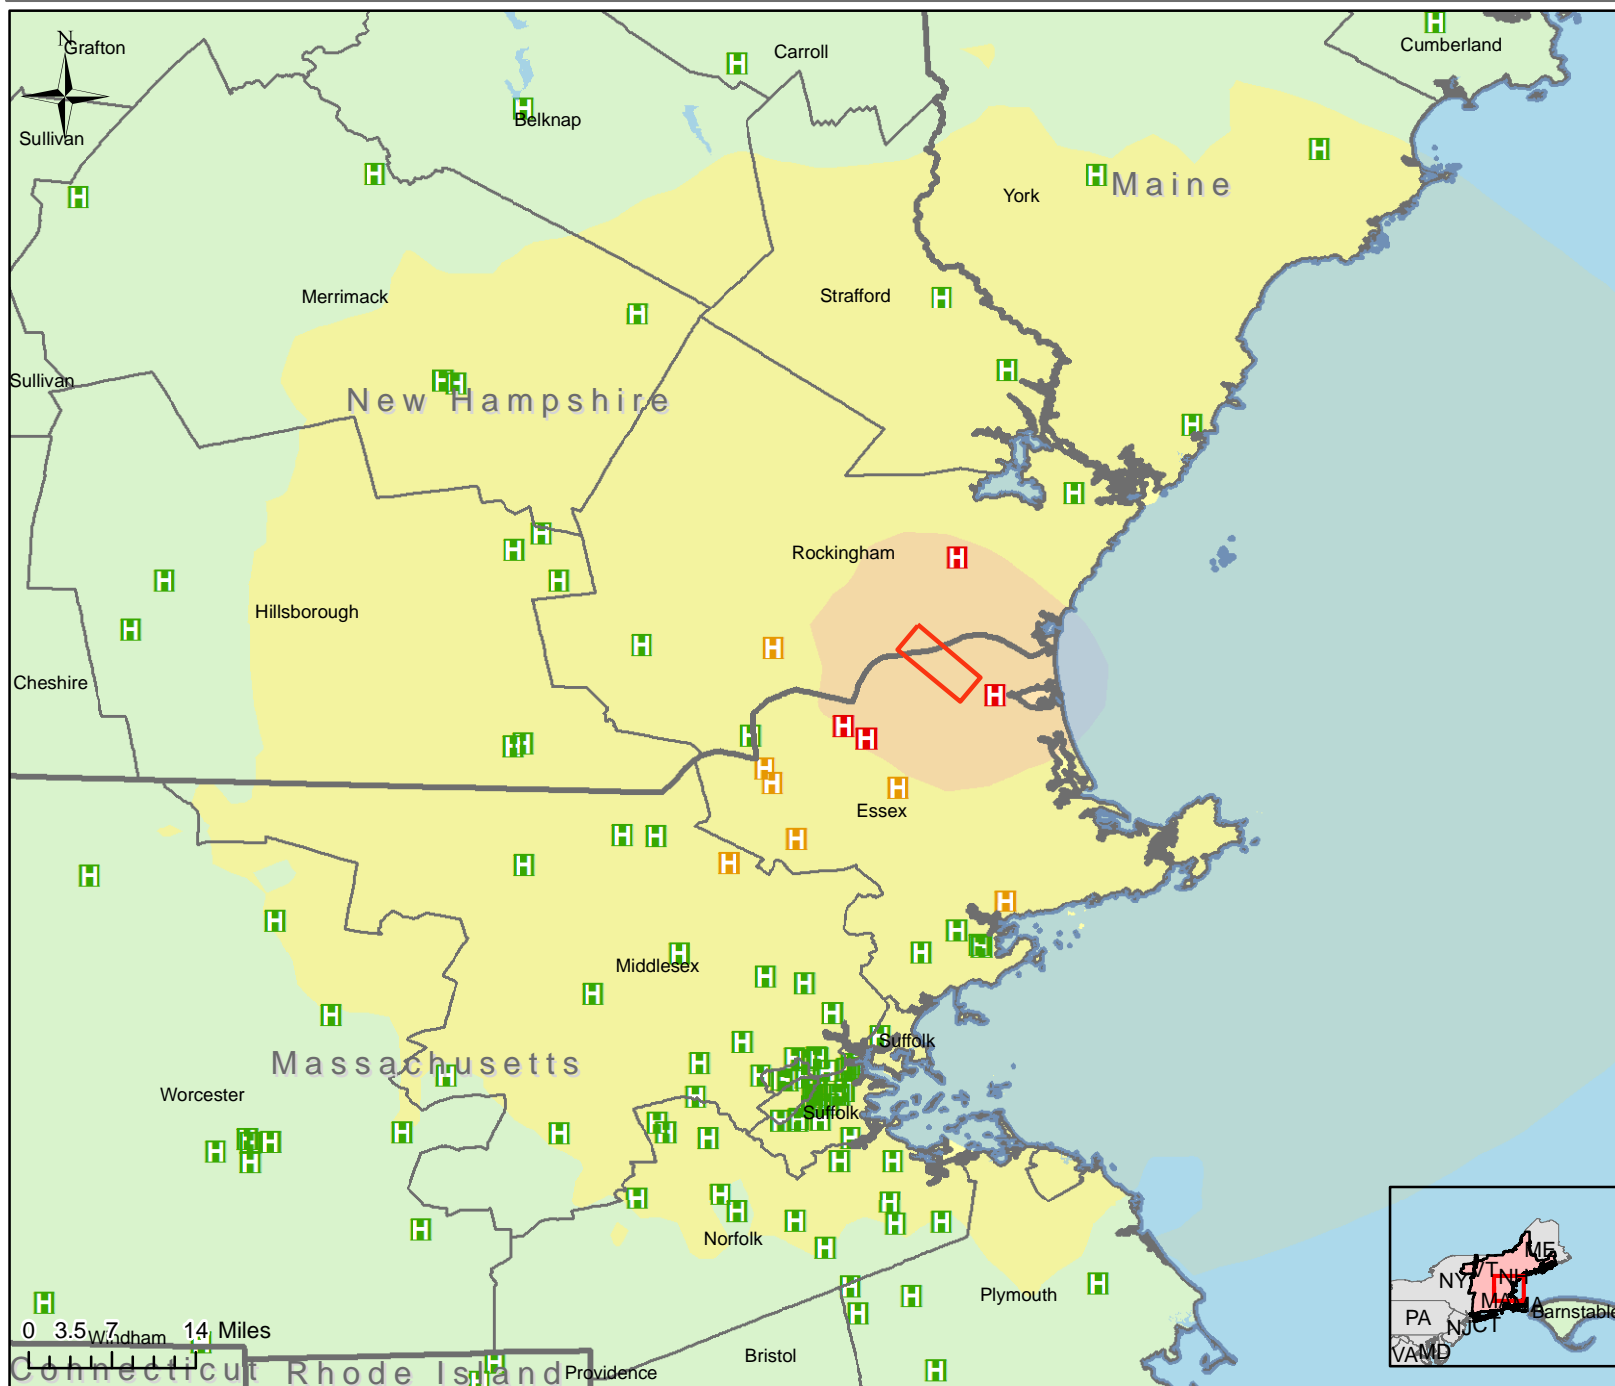 N
Grafton
Carroll
Cumberland
Belknap
Sullivan
York
Maine
Merrimack
Strafford
Sullivan
New Hampshire
Rockingham
Hillsborough
Cheshire
Essex
Middlesex
Suffolk
Massachusetts
Worcester
Suffolk
Norfolk
Plymouth
ME
VT
NH
NY
MA
PA
NJ
CT
Barnstable
VA
MD
0 3.5 7 14 Miles
Windham
Bristol
Connecticut
Rhode Island
Providence